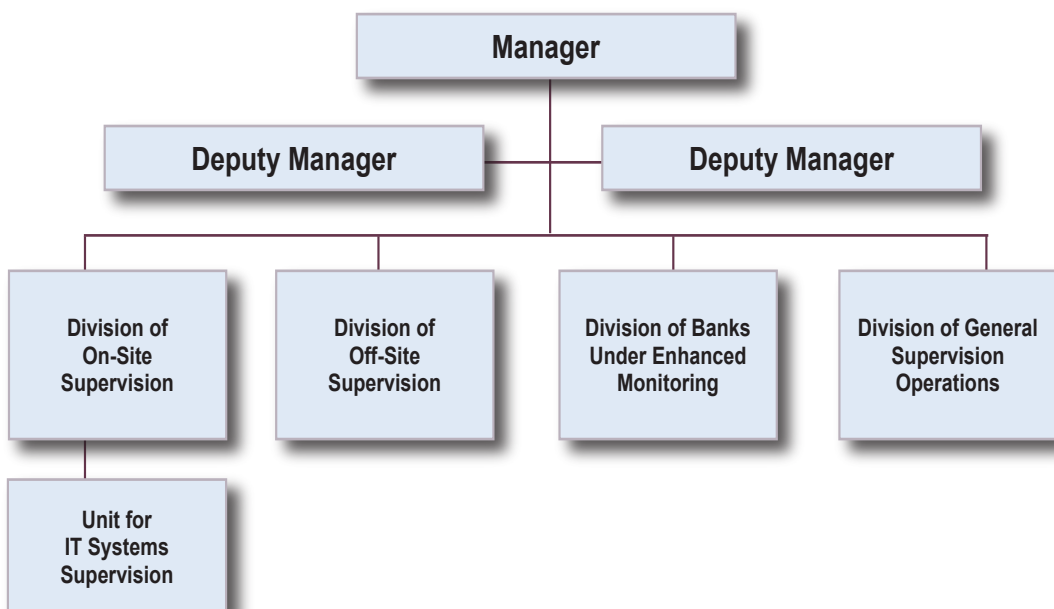 Manager
Deputy Manager
Deputy Manager
Division of
On-Site
Supervision
Division of
Off-Site
Supervision
Division of Banks
Under Enhanced
Monitoring
Division of General
Supervision
Operations
Unit for
IT Systems
Supervision